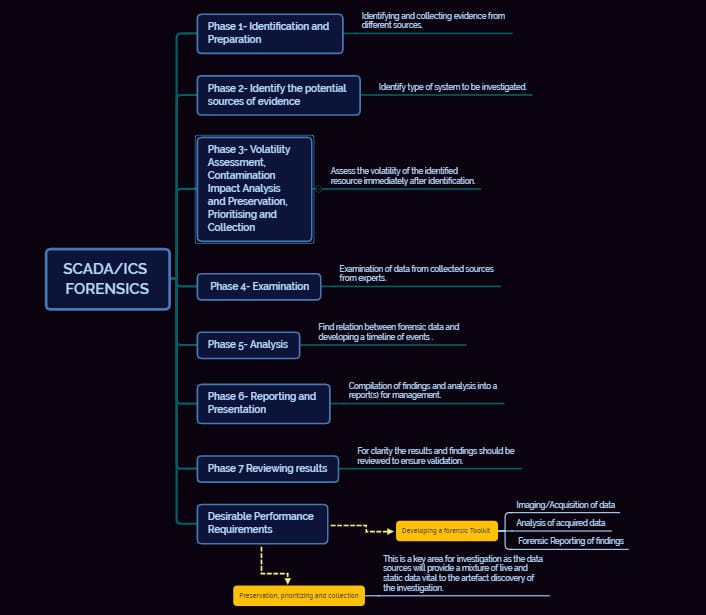 Phase 1- Identification and
Preparation
Identifying and collecting evidence from
different sources.
Phase 2- Identify the potential
sources of evidence
Identify type of system to be investigated.
Phase 3- Volatility
Assessment,
Contamination
Impact Analysis
and Preservation,
Prioritising and
Collection
Assess the volatility of the identified
resource immediately after identification.
SCADA/ICS
FORENSICS
Phase 4- Examination
Examination of data from collected sources
from experts.
Phase 5- Analysis
Find relation between forensic data and
developing a timeline of events .
Phase 6- Reporting and
Presentation
Compilation of findings and analysis into a
report(s) for management.
Phase 7 Reviewing results
For clarity the results and findings should be
reviewed to ensure validation.
Desirable Performance
Requirements
Developing a forensic Toolkit
Imaging/Acquisition of data
Analysis of acquired data
Forensic Reporting of findings
Preservation, prioritizing and collection
This is a key area for investigation as the data
sources will provide a mixture of live and
static data vital to the artefact discovery of
the investigation.